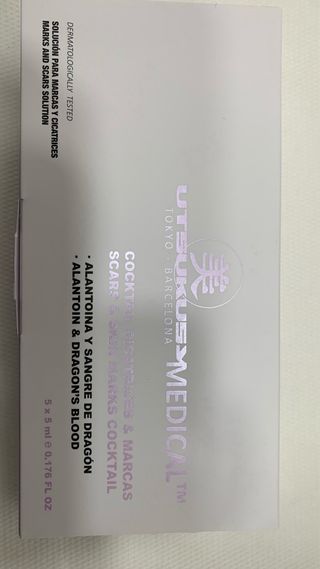 美
UTSUKUSY MEDICAL™
TOKYO - BARCELONA
COCKTAIL CICATRICES & MARCAS
SCARS & SKIN MARKS COCKTAIL
• ALANTOINA Y SANGRE DE DRAGÓN
• ALANTOIN & DRAGON'S BLOOD
5 x 5 ml ℮ 0.176 FL OZ
DERMATOLOGICALLY TESTED
SOLUCIÓN PARA MARCAS Y CICATRICES
MARKS AND SCARS SOLUTION